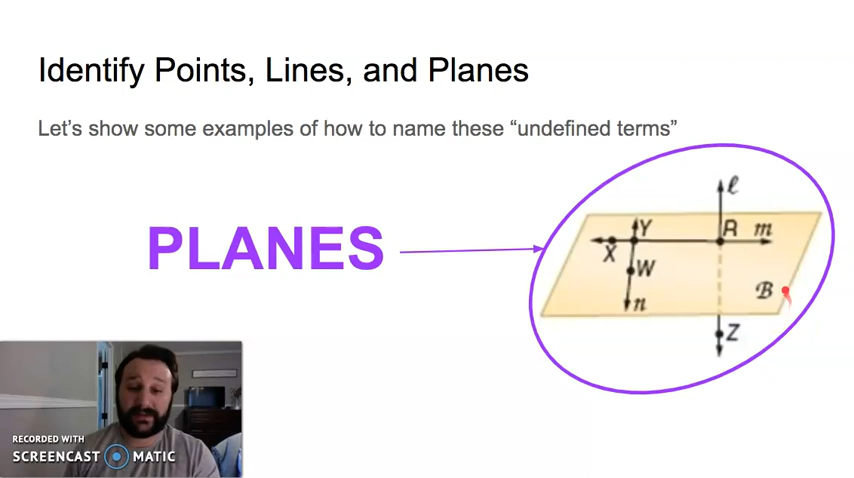 Identify Points, Lines, and Planes
Let's show some examples of how to name these “undefined terms”
PLANES
ℓ
Y
R m
X
W
B
n
Z
RECORDED WITH
SCREENCAST MATIC